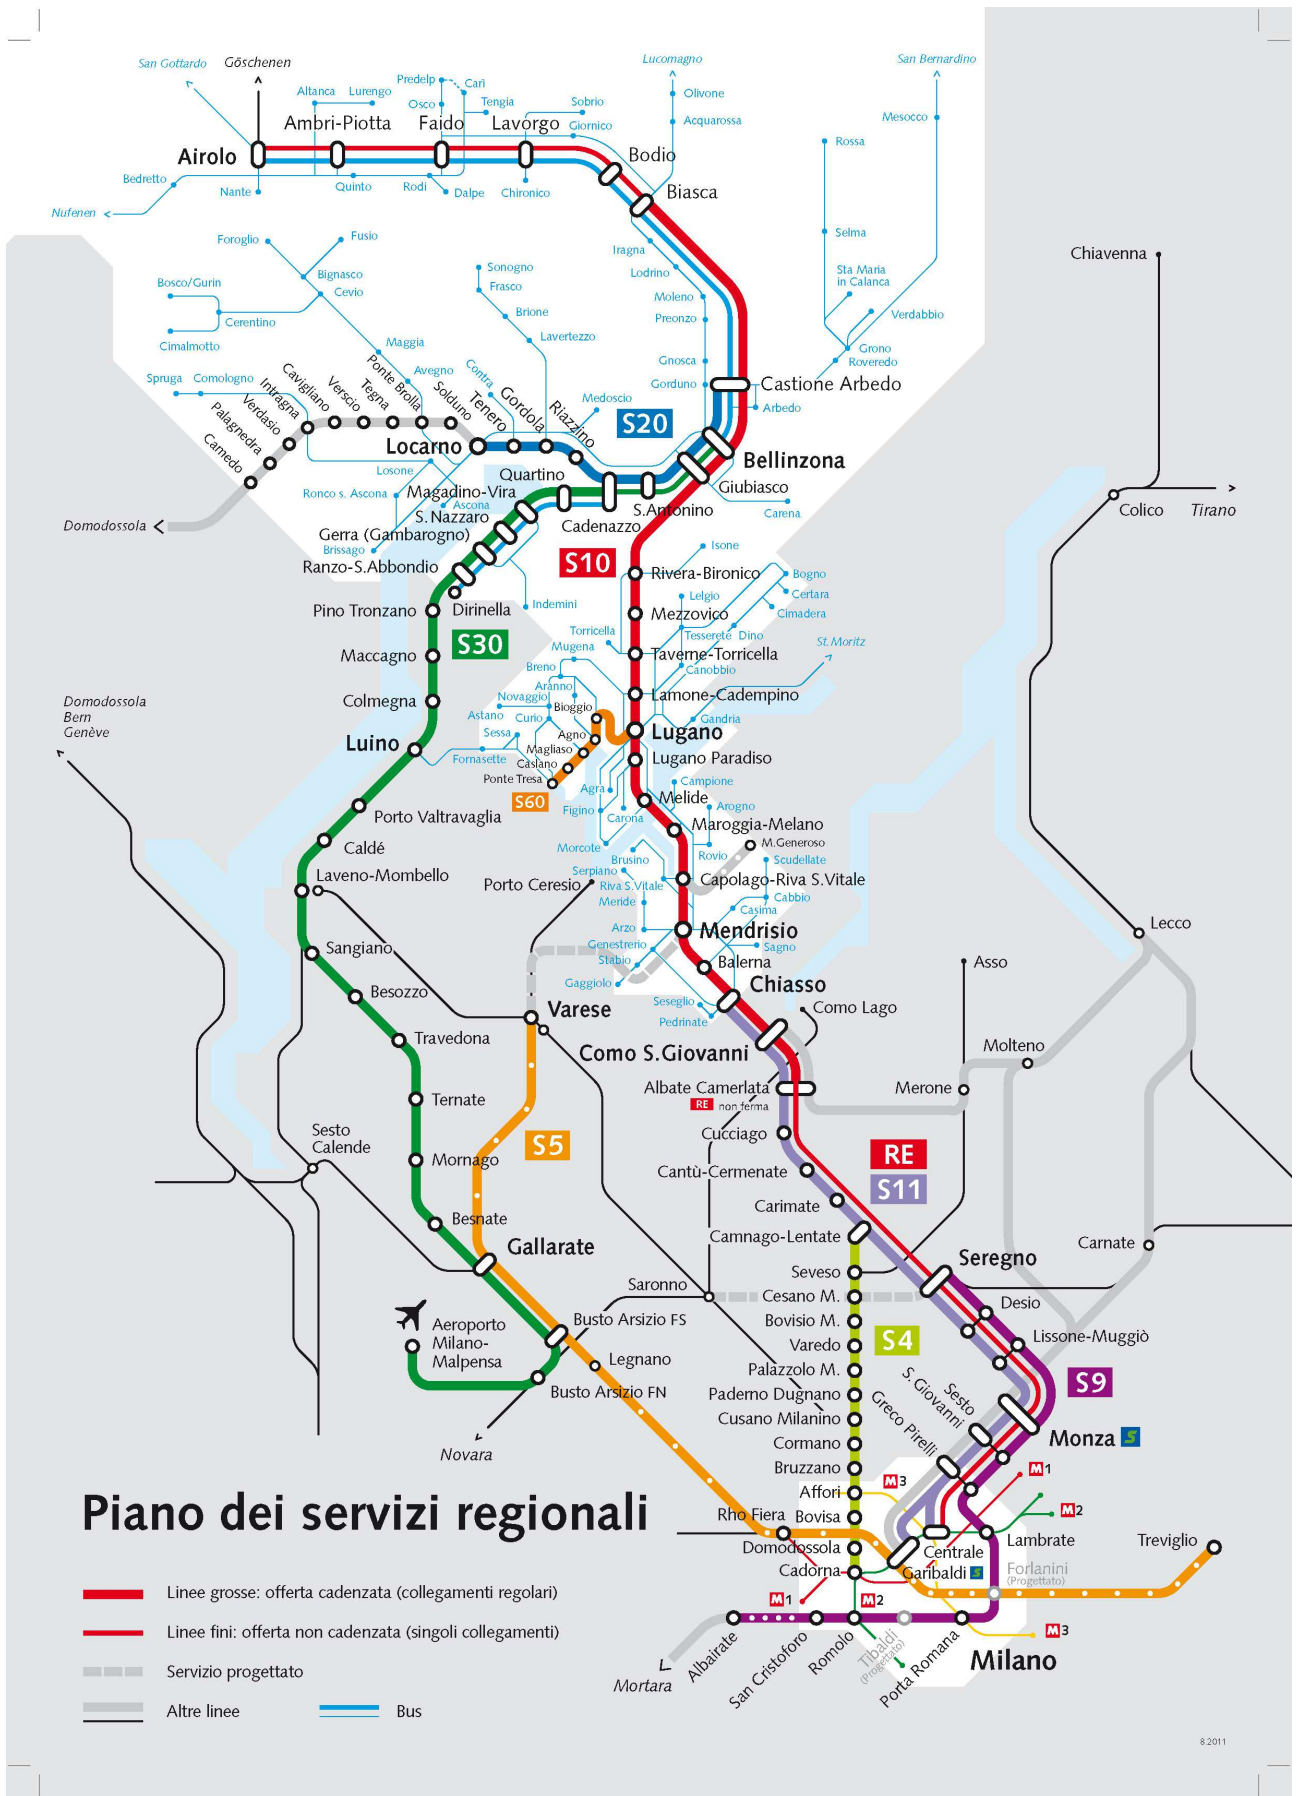 San Gottardo
Göschenen
Lucomagno
San Bernardino
Altanca
Lurengo
Predelp
Carì
Osco
Tengia
Sobrio
Giornico
Olivone
Acquarossa
Mesocco
Rossa
Ambri-Piotta
Faido
Lavorgo
Bodio
Airolo
Biasca
Bedretto
Nante
Quinto
Rodi
Dalpe
Chironico
Nufenen
Foroglio
Fusio
Iragna
Selma
Lodrino
Bosco/Gurin
Bignasco
Cevio
Sonogno
Frasco
Moleno
Sta Maria
in Calanca
Chiavenna
Cerentino
Brione
Preonzo
Verdabbio
Cimalmotto
Maggia
Lavertezzo
Grono
Roveredo
Spruga
Comologno
Avegno
Contra
Gnosca
Gorduno
Castione Arbedo
Medoscio
Arbedo
Camedo
Palagnedra
Verdasio
Intragna
Cavigliano
Verscio
Tegna
Ponte Brolla
Solduno
Locarno
Tenero
Gordola
Riazzino
S20
Bellinzona
Losone
Quartino
Giubiasco
Ronco s. Ascona
Magadino-Vira
Ascona
S.Antonino
Carena
Domodossola
S.Nazzaro
Cadenazzo
Gerra (Gambarogno)
Brissago
Ranzo-S.Abbondio
S10
Isone
Colico
Tirano
Rivera-Bironico
Bogno
Certara
Cimadera
Pino Tronzano
Dirinella
Indemini
Mezzovico
Lelgio
Tesserete
Dino
Torricella
St.Moritz
S30
Maccagno
Mugena
Taverne-Torricella
Canobbio
Breno
Aranno
Colmegna
Novaggio
Bioggio
Lamone-Cadempino
Astano
Curio
Gandria
Domodossola
Bern
Genève
Luino
Sessa
Agno
Lugano
Magliaso
Fornasette
Caslano
Lugano Paradiso
Ponte Tresa
S60
Agra
Campione
Figino
Carona
Melide
Arogno
Porto Valtravaglia
Maroggia-Melano
Morcote
Rovio
M.Generoso
Caldé
Brusino
Scudellate
Serpiano
Laveno-Mombello
Porto Ceresio
Riva S.Vitale
Capolago-Riva S.Vitale
Meride
Cabbio
Casima
Arzo
Mendrisio
Lecco
Sangiano
Genestrerio
Sagno
Stabio
Balerna
Asso
Gaggiolo
Besozzo
Chiasso
Seseglio
Varese
Pedrinate
Como Lago
Travedona
Como S.Giovanni
Molteno
Albate Camerlata
RE non ferma
Merone
Ternate
Cucciago
Sesto
Calende
S5
RE
S11
Mornago
Cantù-Cermenate
Carimate
Besnate
Camnago-Lentate
Carnate
Gallarate
Seregno
Seveso
Saronno
Cesano M.
Desio
Aeroporto
Milano-
Malpensa
Busto Arsizio FS
Bovisio M.
Lissone-Muggiò
Varedo
S4
Legnano
Palazzolo M.
S9
Busto Arsizio FN
Paderno Dugnano
Sesto
S. Giovanni
Cusano Milanino
Greco Pirelli
Monza S
Novara
Cormano
Bruzzano
M1
M3
Affori
M2
Piano dei servizi regionali
Rho Fiera
Bovisa
Lambrate
Treviglio
Domodossola
Centrale
Cadorna
Garibaldi S
Forlanini
(Progettato)
M1
M2
Linee grosse: offerta cadenzata (collegamenti regolari)
Linee fini: offerta non cadenzata (singoli collegamenti)
M3
Albairate
San Cristoforo
Romolo
Tibaldi
(Progettato)
Porta Romana
Milano
Servizio progettato
Mortara
Altre linee
Bus
8.2011